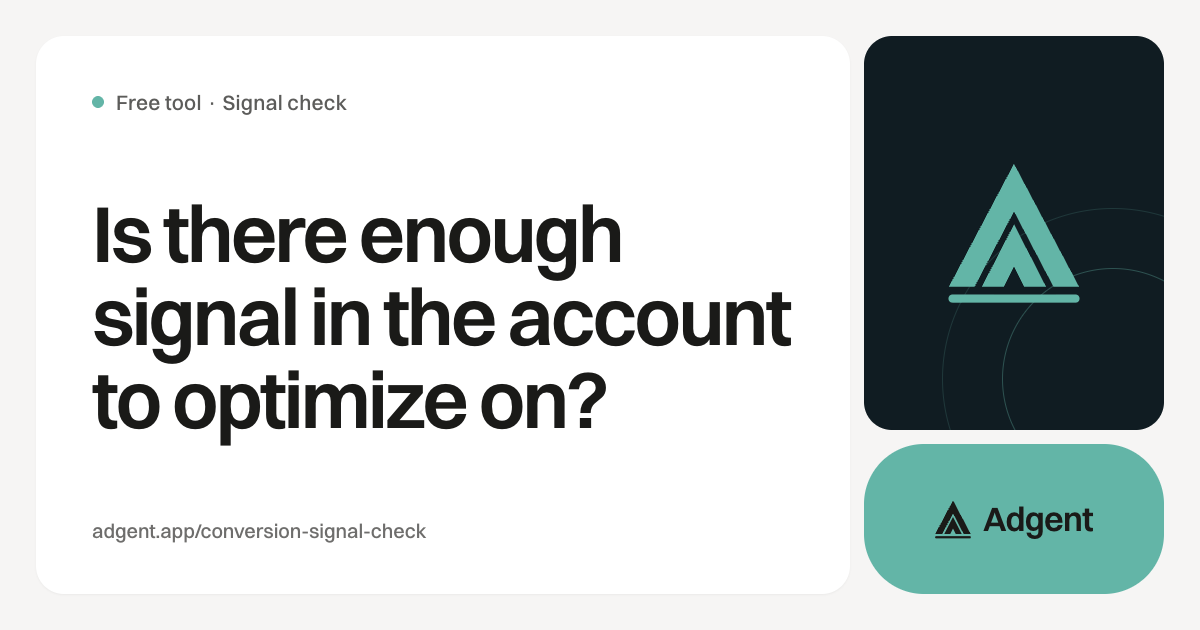 Free tool · Signal check
Is there enough
signal in the account
to optimize on?
adgent.app/conversion-signal-check
Adgent